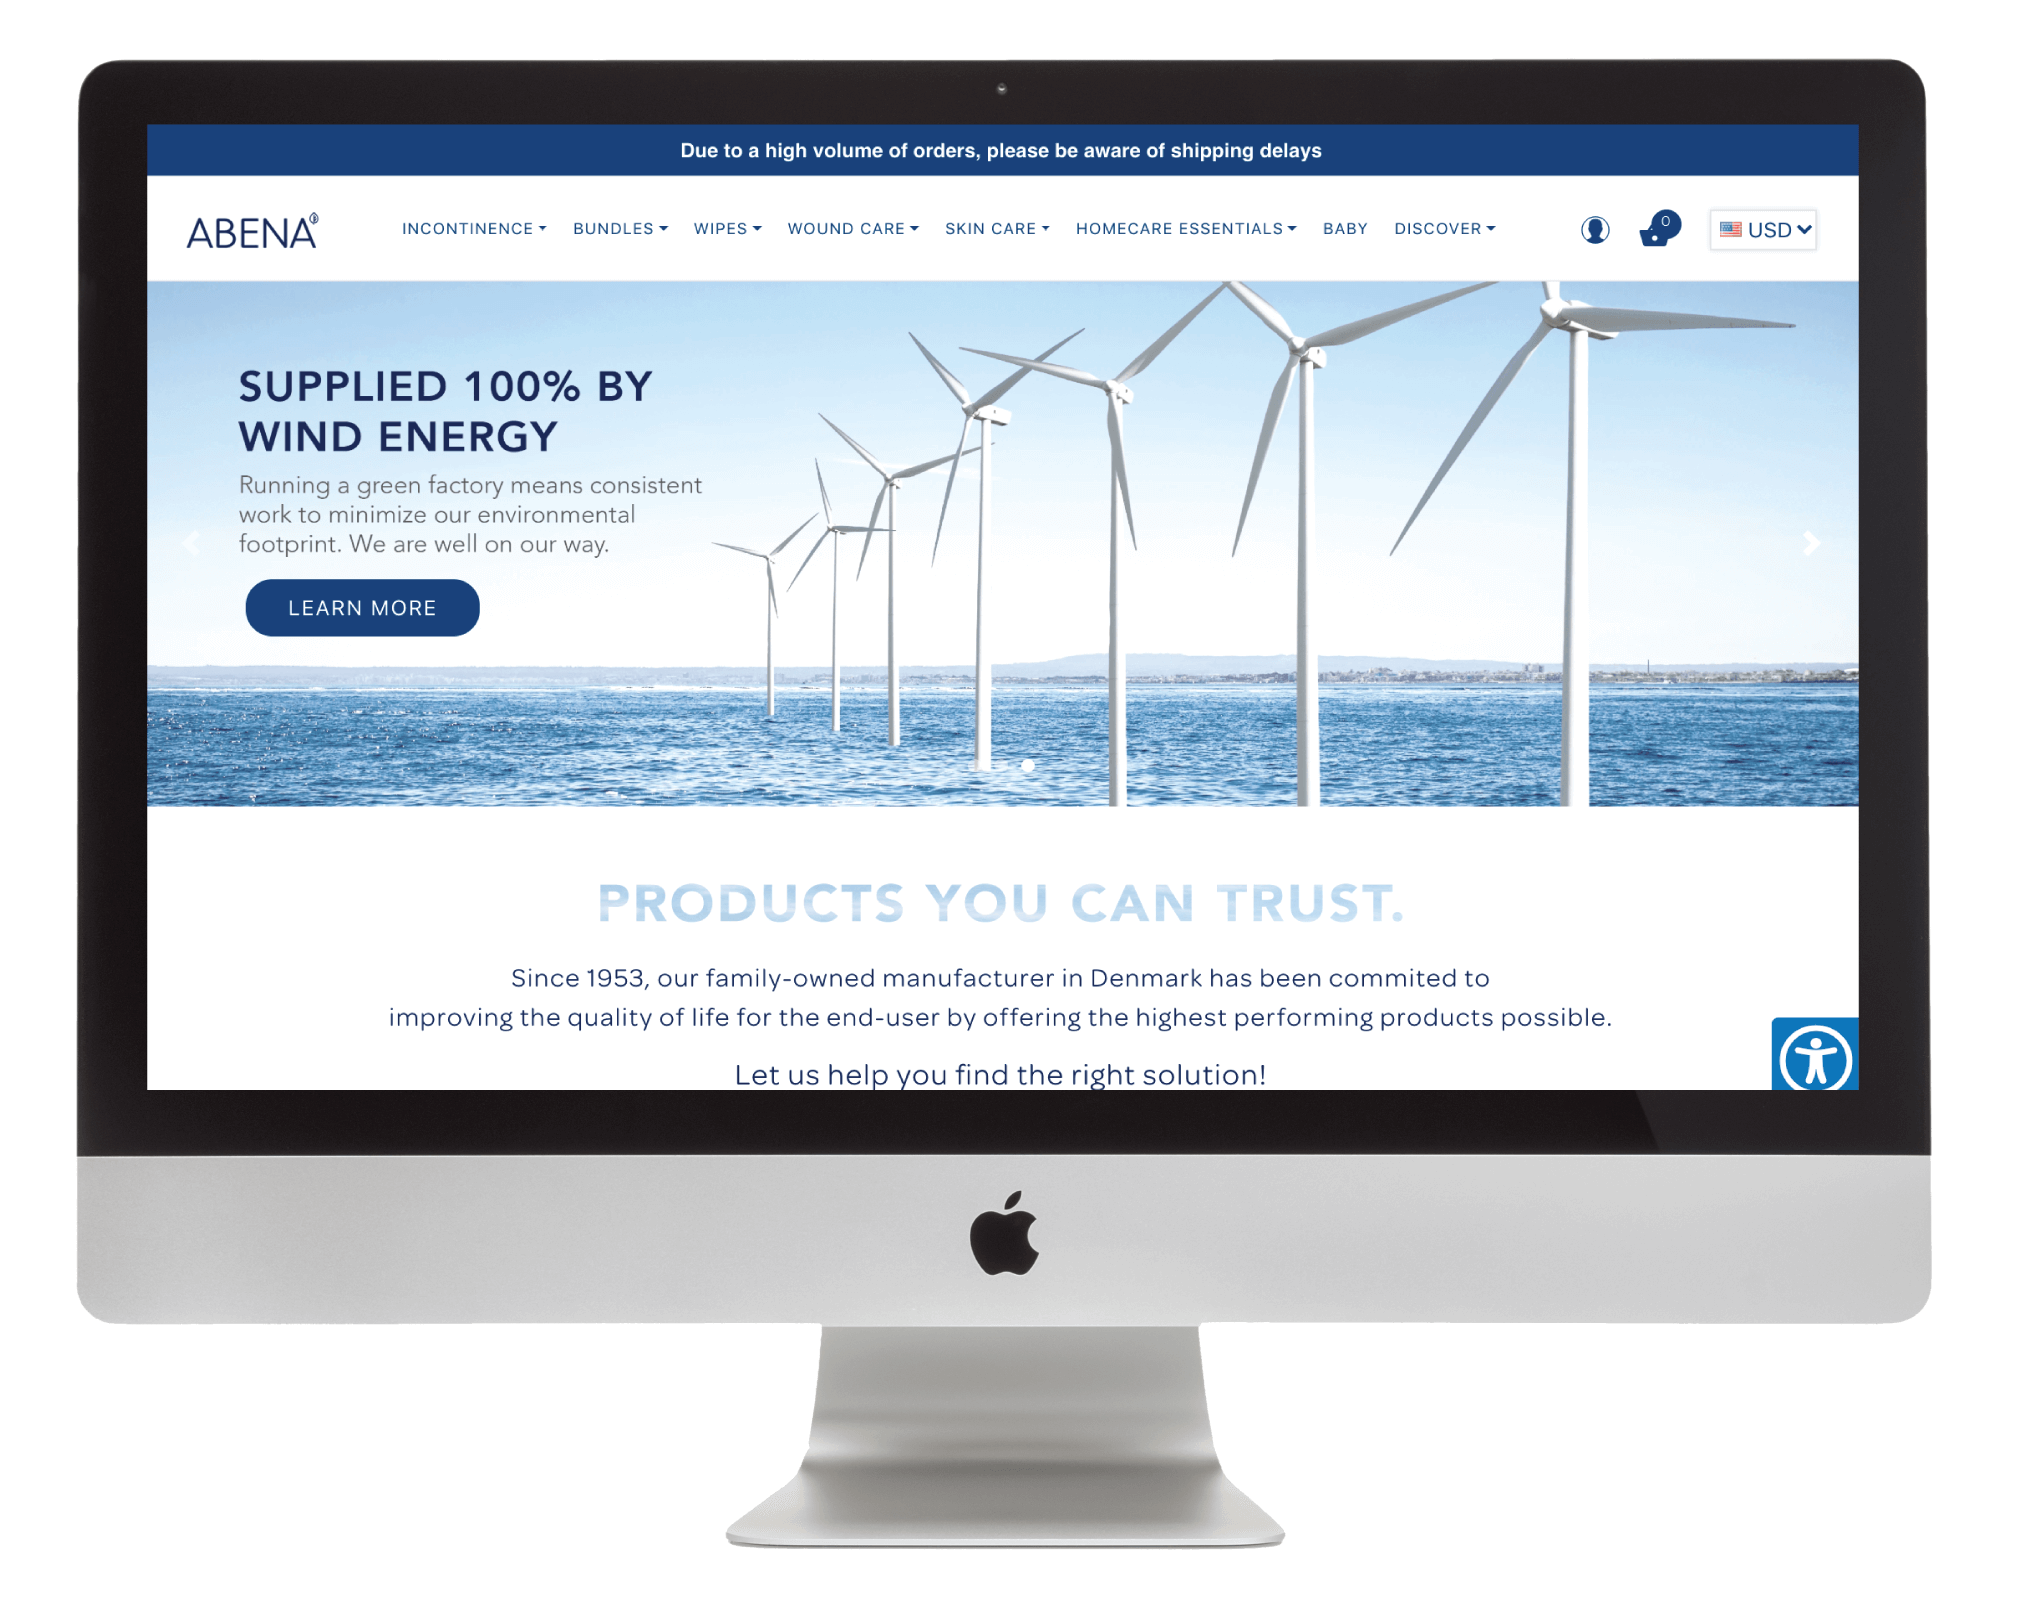 Due to a high volume of orders, please be aware of shipping delays
ABENA
INCONTINENCE
BUNDLES
WIPES
WOUND CARE
SKIN CARE
HOMECARE ESSENTIALS
BABY
DISCOVER
0
USD
SUPPLIED 100% BY
WIND ENERGY
Running a green factory means consistent
work to minimize our environmental
footprint. We are well on our way.
LEARN MORE
PRODUCTS YOU CAN TRUST.
Since 1953, our family-owned manufacturer in Denmark has been commited to
improving the quality of life for the end-user by offering the highest performing products possible.
Let us help you find the right solution!